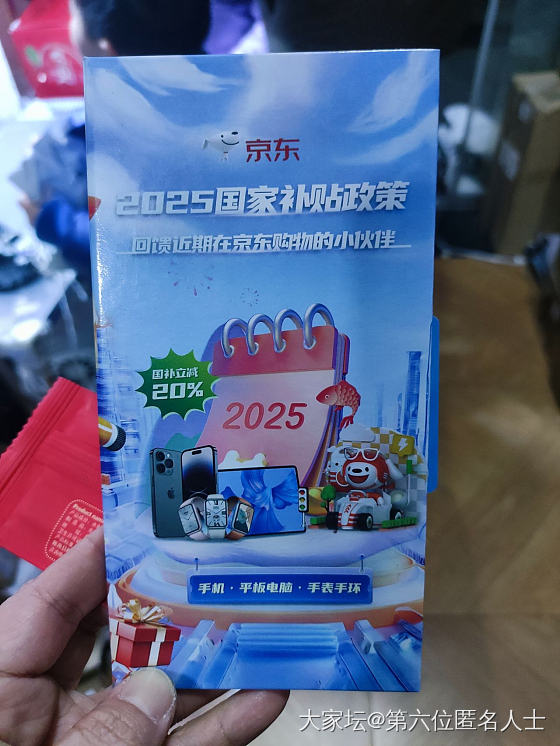 京东
2025国家补贴政策
回馈近期在京东购物的小伙伴
国补立减
20%
2025
手机·平板电脑·手表手环
大家坛@第六位匿名人士